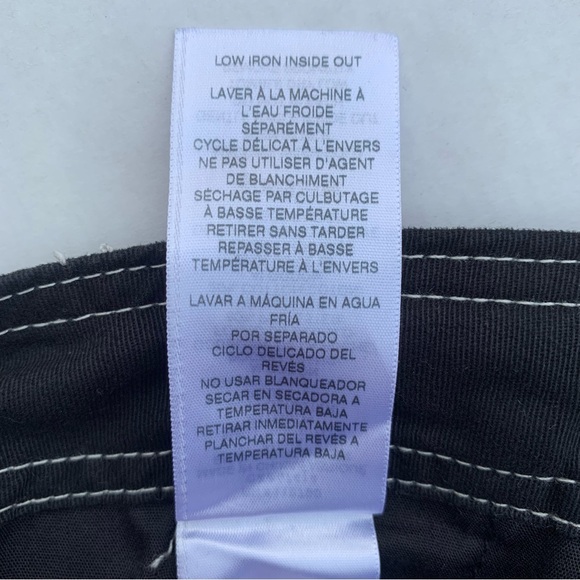 LOW IRON INSIDE OUT
LAVER À LA MACHINE À
L'EAU FROIDE
SÉPARÉMENT
CYCLE DÉLICAT À L'ENVERS
NE PAS UTILISER D'AGENT
DE BLANCHIMENT
SÉCHAGE PAR CULBUTAGE
À BASSE TEMPÉRATURE
RETIRER SANS TARDER
REPASSER À BASSE
TEMPÉRATURE À L'ENVERS
LAVAR A MÁQUINA EN AGUA
FRÍA
POR SEPARADO
CICLO DELICADO DEL
REVÉS
NO USAR BLANQUEADOR
SECAR EN SECADORA A
TEMPERATURA BAJA
RETIRAR INMEDIATAMENTE
PLANCHAR DEL REVÉS A
TEMPERATURA BAJA